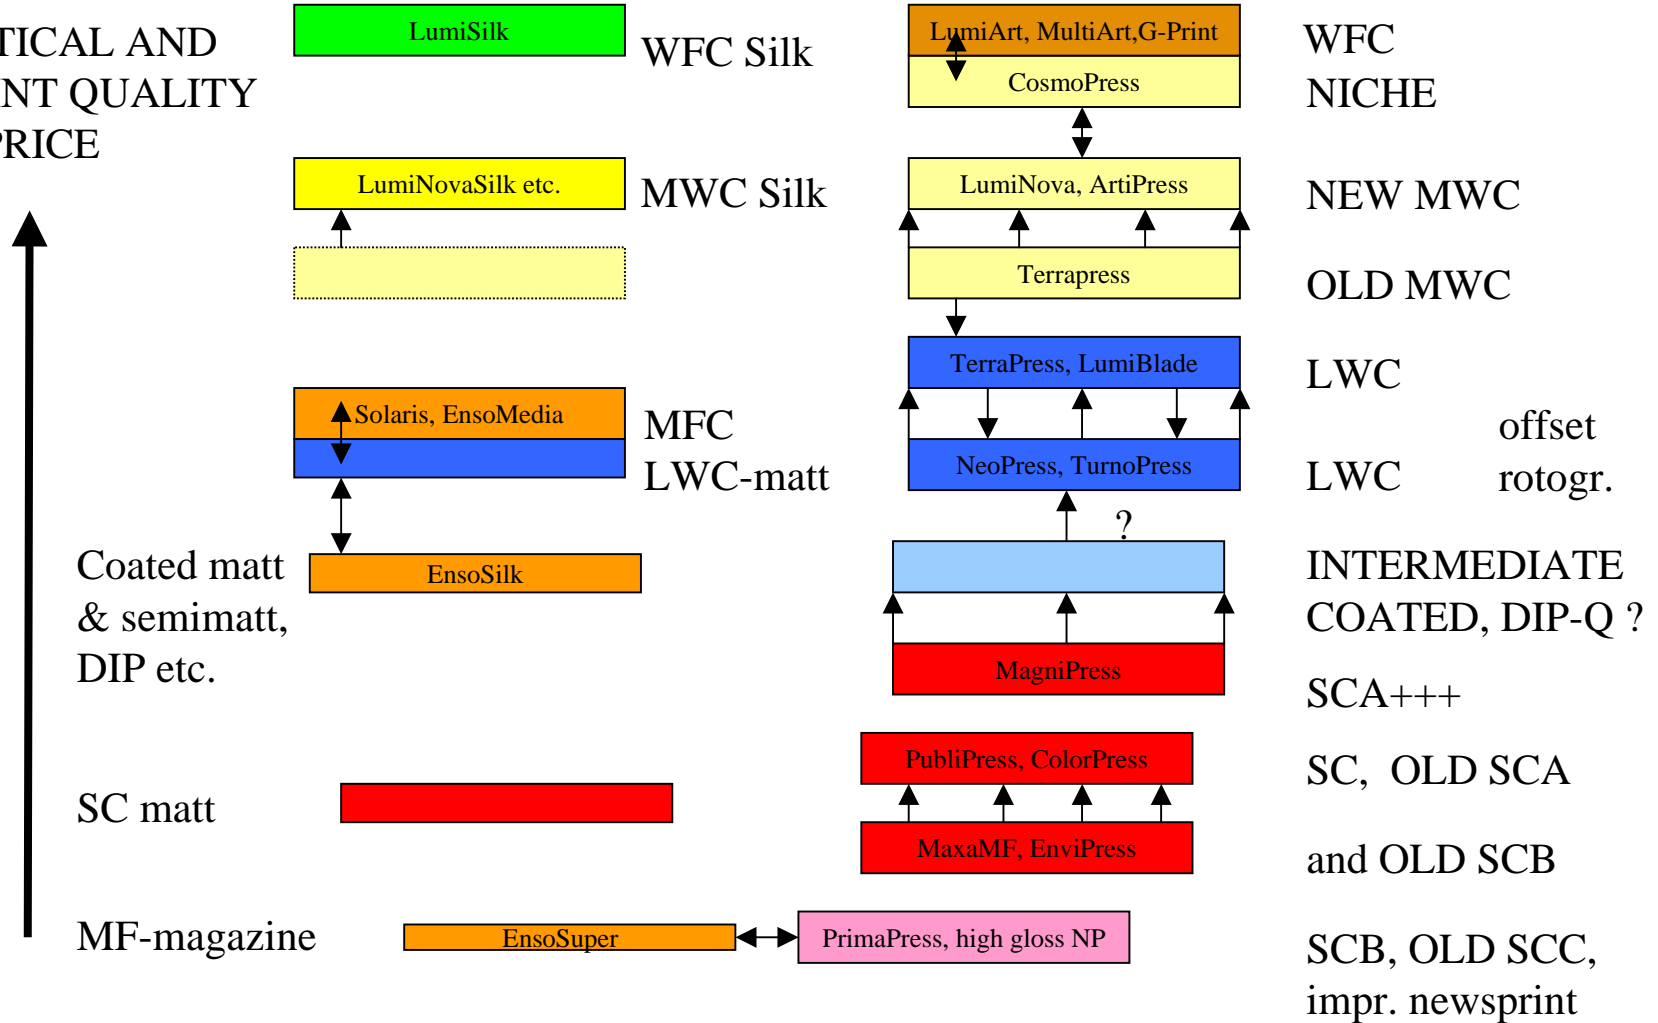 TICAL AND
NT QUALITY
PRICE
LumiSilk
WFC Silk
LumiArt, MultiArt,G-Print
CosmoPress
WFC
NICHE
LumiNovaSilk etc.
MWC Silk
LumiNova, ArtiPress
NEW MWC
Terrapress
OLD MWC
TerraPress, LumiBlade
LWC
offset
Solaris, EnsoMedia
MFC
LWC-matt
NeoPress, TurnoPress
LWC
rotogr.
?
Coated matt
& semimatt,
DIP etc.
EnsoSilk
INTERMEDIATE
COATED, DIP-Q ?
MagniPress
SCA+++
PubliPress, ColorPress
SC, OLD SCA
SC matt
MaxaMF, EnviPress
and OLD SCB
MF-magazine
EnsoSuper
PrimaPress, high gloss NP
SCB, OLD SCC,
impr. newsprint